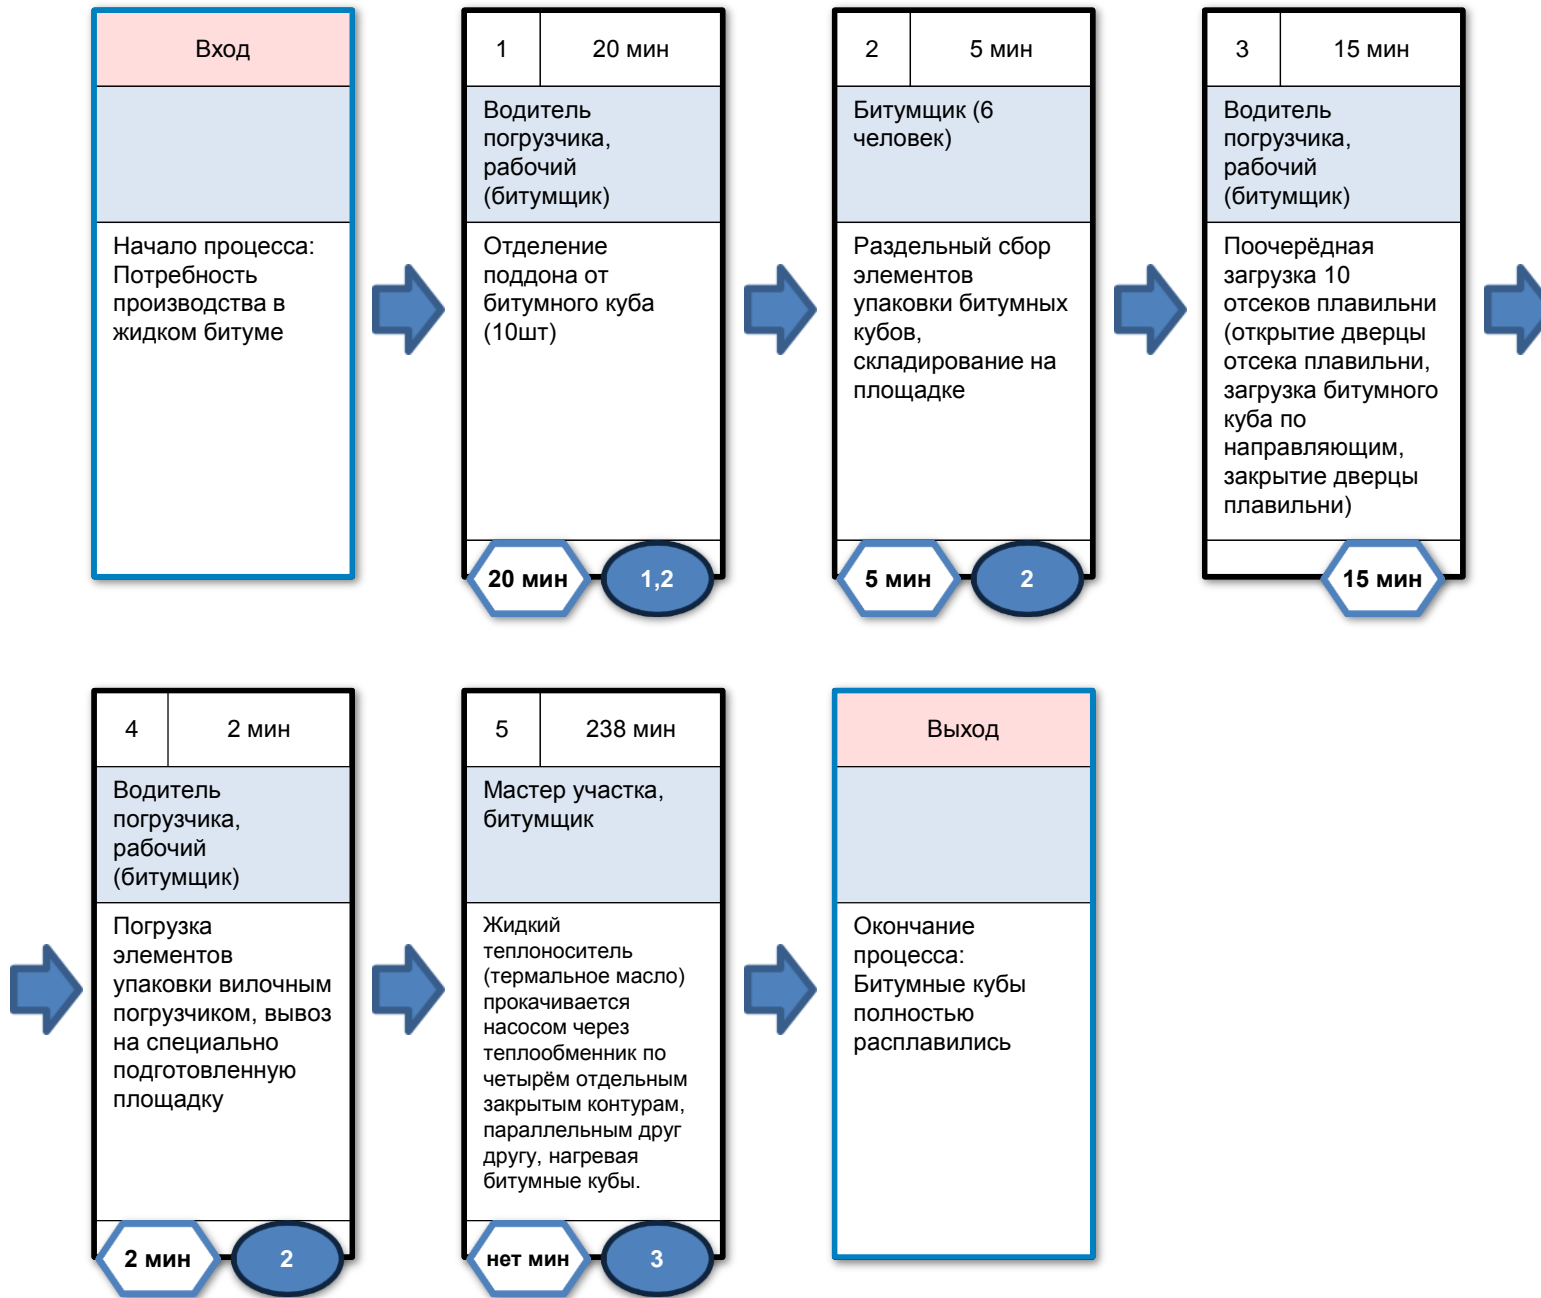 Вход
Начало процесса:
Потребность
производства в
жидком битуме
1
20 мин
Водитель
погрузчика,
рабочий
(битумщик)
Отделение
поддона от
битумного куба
(10шт)
20 мин
1,2
2
5 мин
Битумщик (6
человек)
Раздельный сбор
элементов
упаковки битумных
кубов,
складирование на
площадке
5 мин
2
3
15 мин
Водитель
погрузчика,
рабочий
(битумщик)
Поочерёдная
загрузка 10
отсеков плавильни
(открытие дверцы
отсека плавильни,
загрузка битумного
куба по
направляющим,
закрытие дверцы
плавильни)
15 мин
4
2 мин
Водитель
погрузчика,
рабочий
(битумщик)
Погрузка
элементов
упаковки вилочным
погрузчиком, вывоз
на специально
подготовленную
площадку
2 мин
2
5
238 мин
Мастер участка,
битумщик
Жидкий
теплоноситель
(термальное масло)
прокачивается
насосом через
теплообменник по
четырём отдельным
закрытым контурам,
параллельным друг
другу, нагревая
битумные кубы.
нет мин
3
Выход
Окончание
процесса:
Битумные кубы
полностью
расплавились